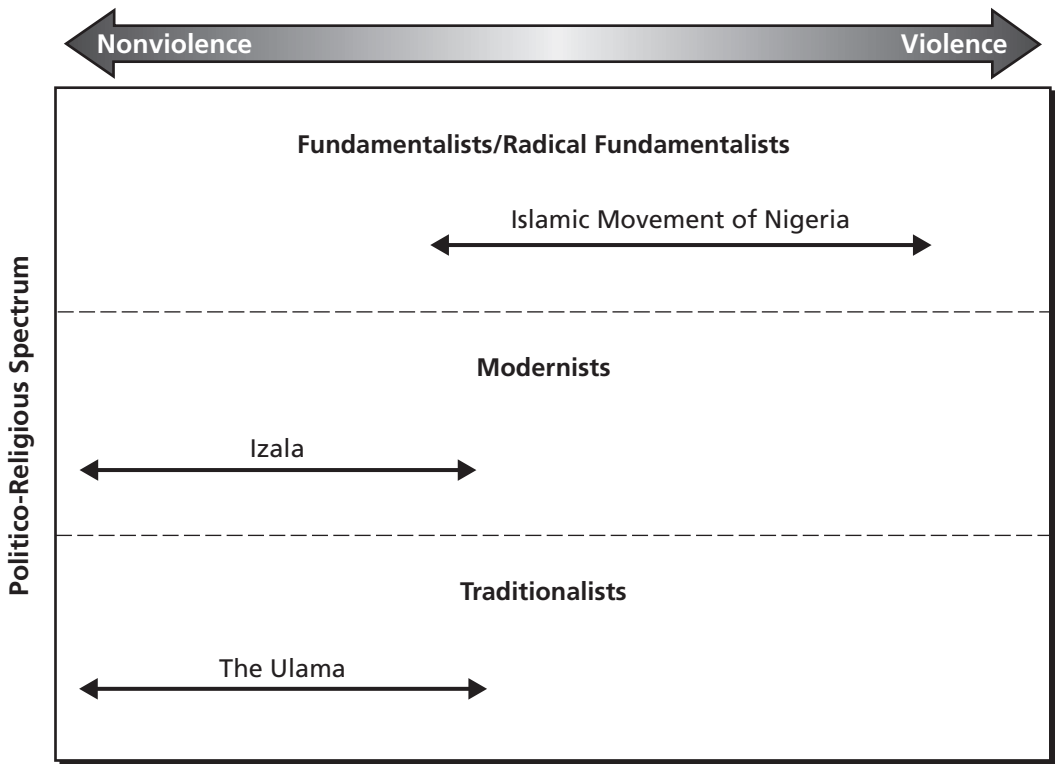 Nonviolence
Violence
Fundamentalists/Radical Fundamentalists
Islamic Movement of Nigeria
Politico-Religious Spectrum
Modernists
Izala
Traditionalists
The Ulama